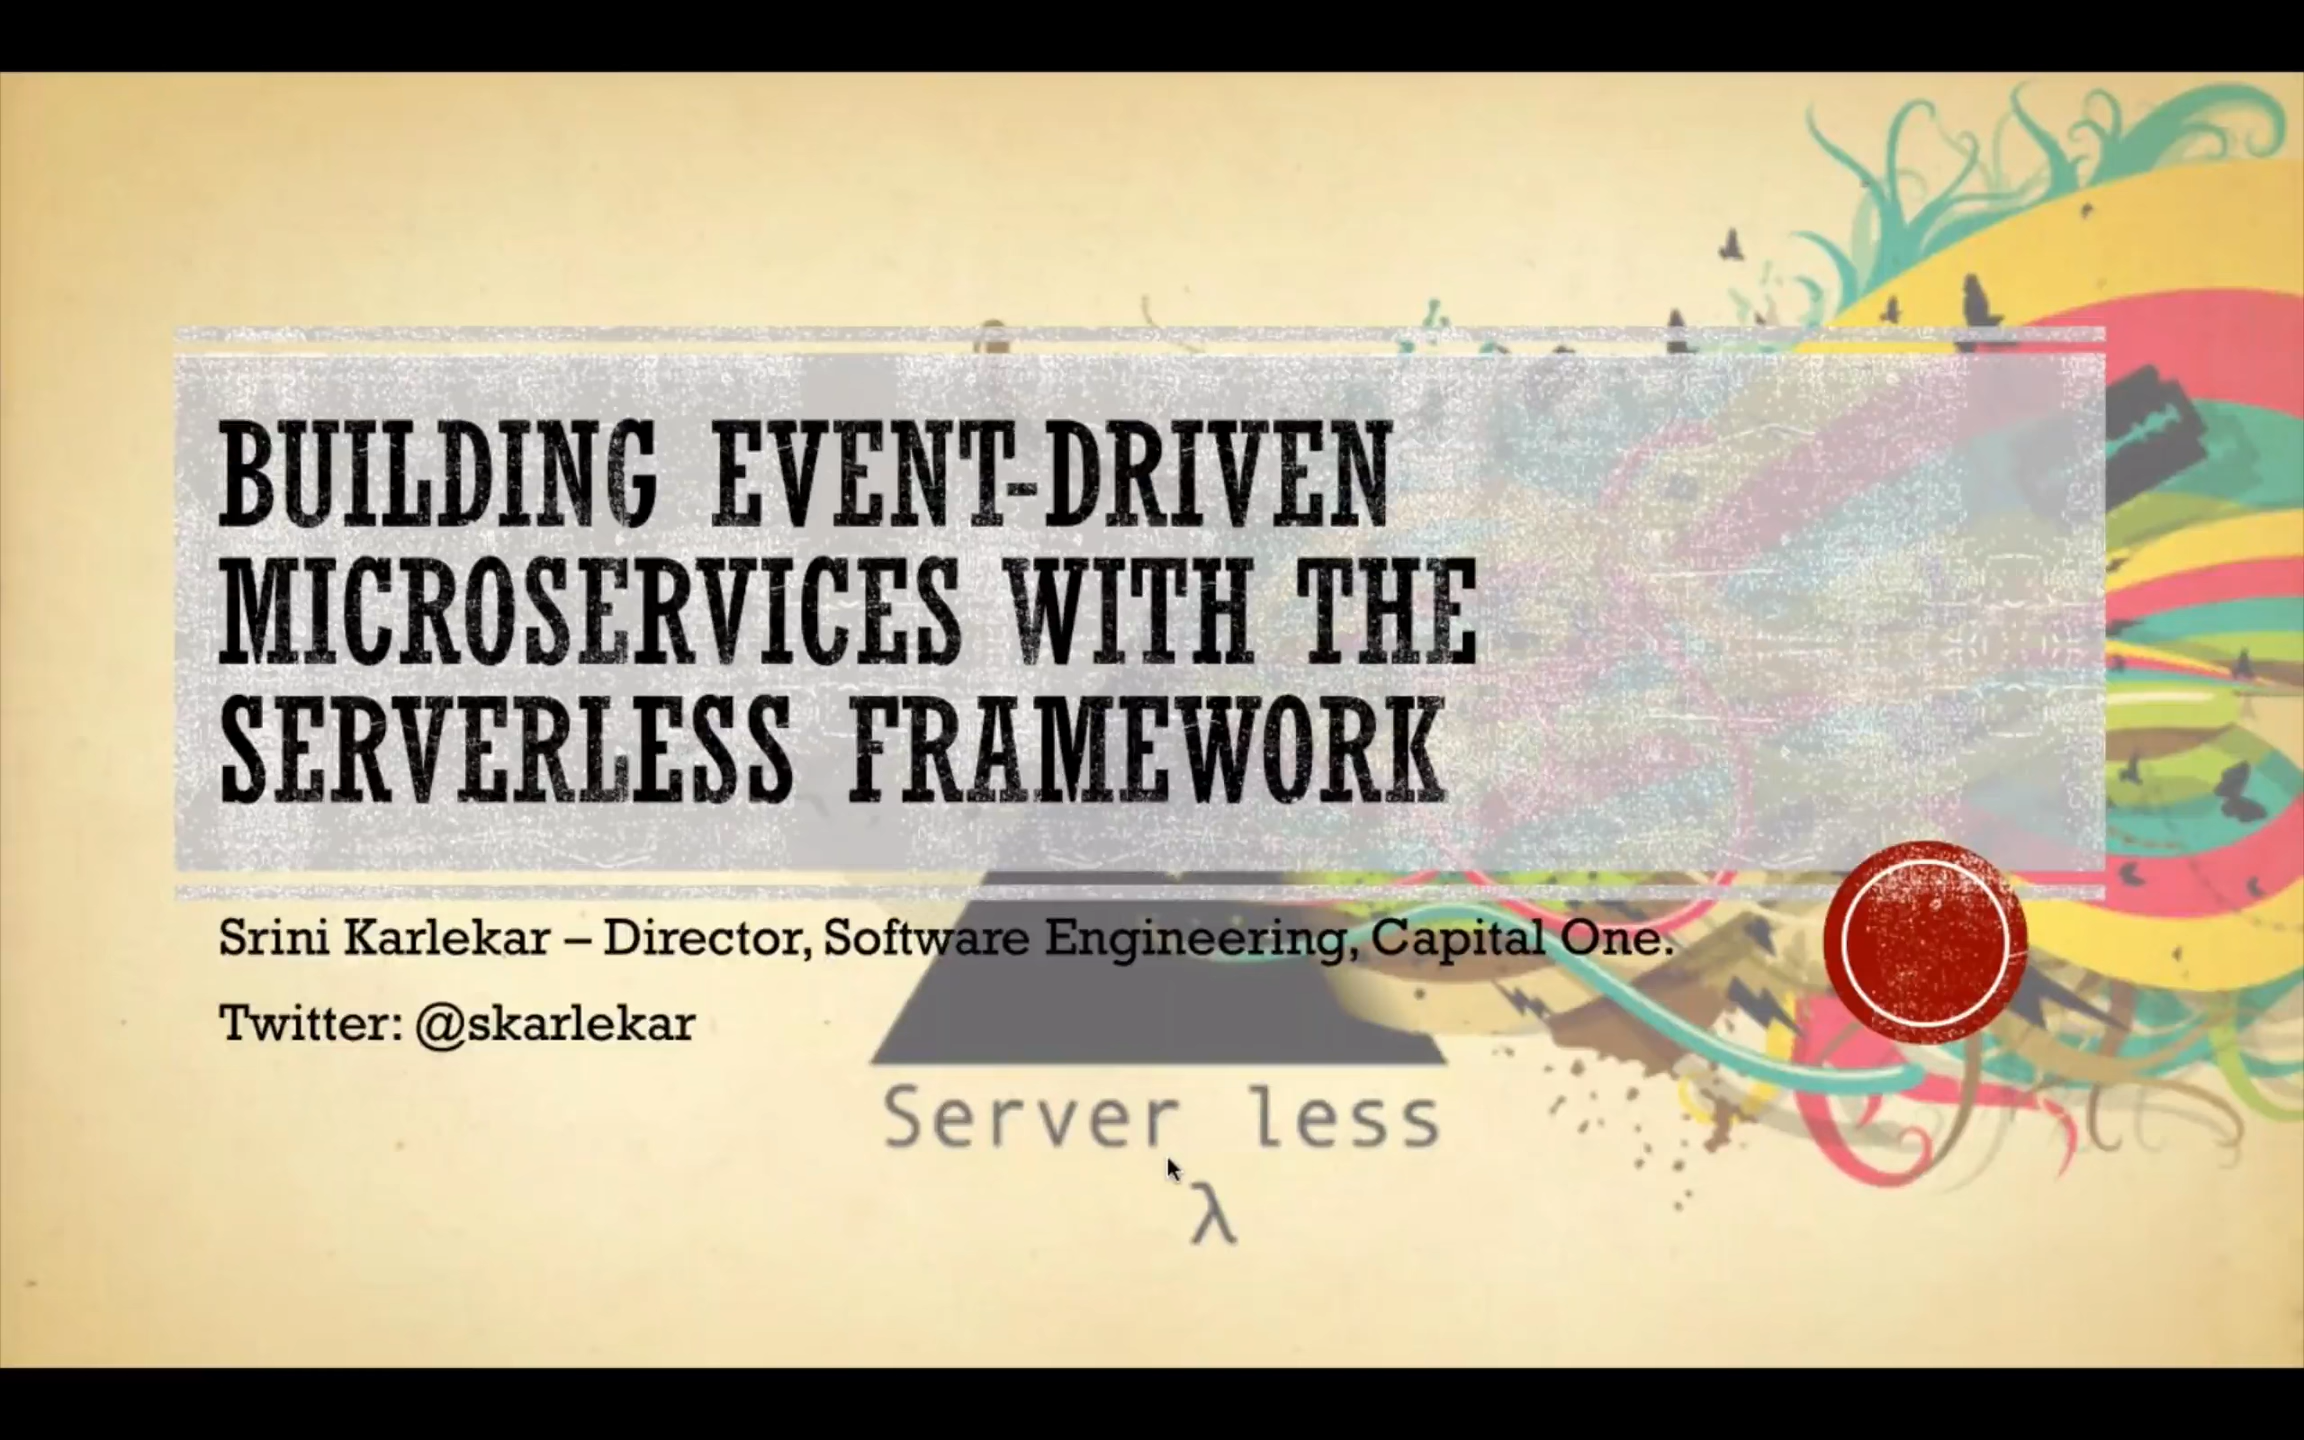 BUILDING EVENT-DRIVEN
MICROSERVICES WITH THE
SERVERLESS FRAMEWORK
Srini Karlekar – Director, Software Engineering, Capital One.
Twitter: @skarlekar
Server less
λ